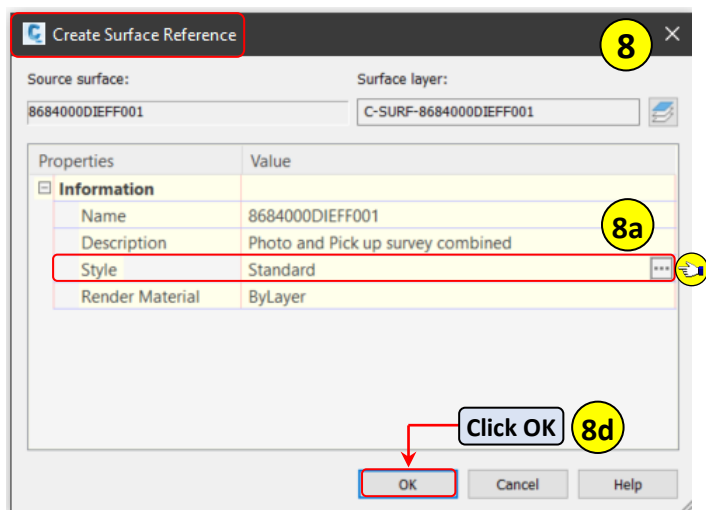 Create Surface Reference
8
Source surface:
Surface layer:
8684000DIEFF001
C-SURF-8684000DIEFF001
Properties Value
Information
Name 8684000DIEFF001
8a
Description Photo and Pick up survey combined
Style Standard ...
Render Material ByLayer
Click OK 8d
OK Cancel Help